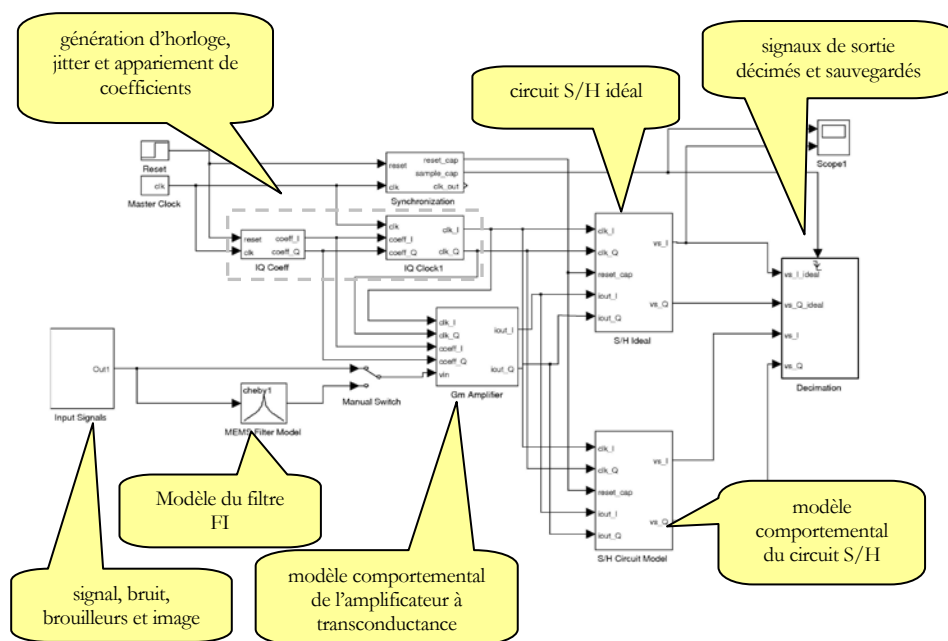 génération d'horloge,
jitter et appariement de
coefficients
circuit S/H idéal
signaux de sortie
décimés et sauvegardés
Reset
clk
Master Clock
reset
clk
reset_cap
sample_cap
clk_out
Synchronization
Scope1
reset
clk
coeff_I
coeff_Q
IQ Coeff
clk
coeff_I
coeff_Q
clk_I
clk_Q
IQ Clock1
clk_I
clk_Q
reset_cap
iout_I
iout_Q
vs_I
vs_Q
S/H Ideal
vs_I_ideal
vs_Q_ideal
vs_I
vs_Q
Decimation
clk_I
clk_Q
coeff_I
coeff_Q
vin
iout_I
iout_Q
Gm Amplifier
Out1
Input Signals
cheby1
MEMS Filter Model
Manual Switch
clk_I
clk_Q
reset_cap
iout_I
iout_Q
vs_I
vs_Q
S/H Circuit Model
Modèle du filtre
FI
modèle
comportemental
du circuit S/H
signal, bruit,
brouilleurs et image
modèle comportemental
de l'amplificateur à
transconductance